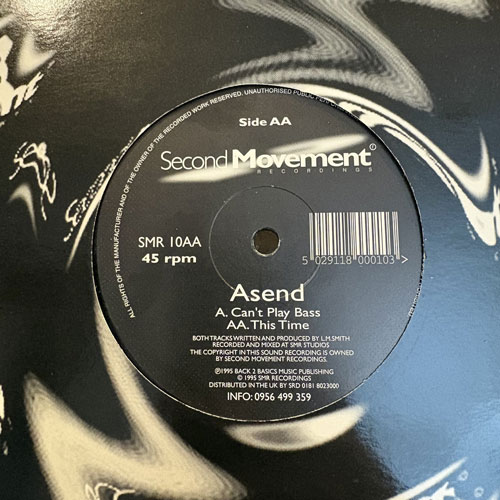 ALL RIGHTS OF THE MANUFACTURER AND OF THE OWNER OF THE RECORDED WORK RESERVED. UNAUTHORISED PUBLIC
Side AA
Second Movement
RECORDINGS
SMR 10AA
45 rpm
5 029118 000103 >
Asend
A. Can't Play Bass
AA. This Time
BOTH TRACKS WRITTEN AND PRODUCED BY L.M.SMITH
RECORDED AND MIXED AT SMR STUDIOS
THE COPYRIGHT IN THIS SOUND RECORDING IS OWNED
BY SECOND MOVEMENT RECORDINGS.
℗1995 BACK 2 BASICS MUSIC PUBLISHING
© 1995 SMR RECORDINGS
DISTRIBUTED IN THE UK BY SRD 0181 8023000
INFO: 0956 499 359